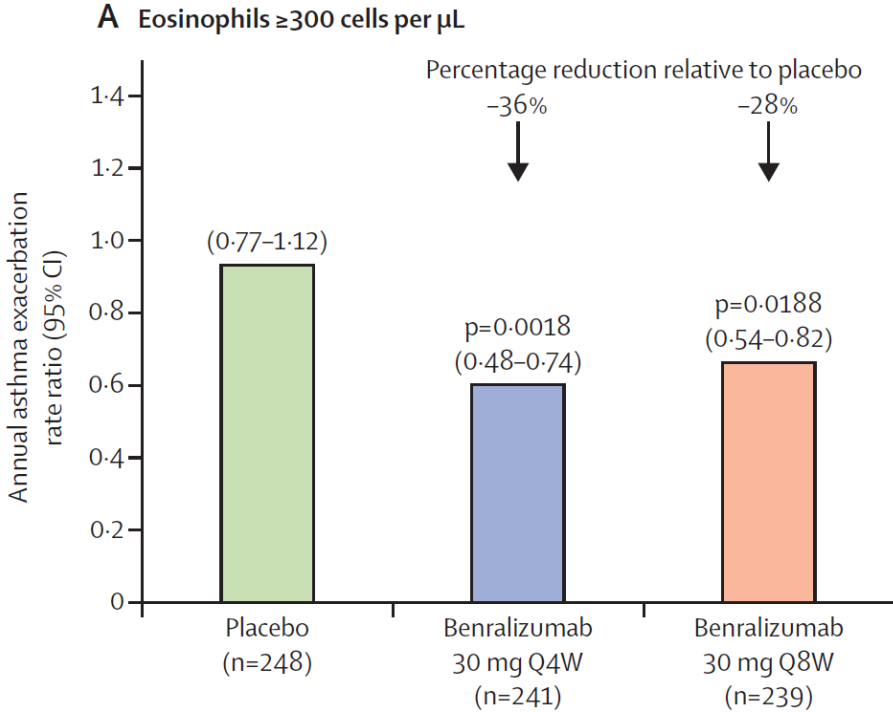 A Eosinophils ≥300 cells per μL
Percentage reduction relative to placebo
–36%
–28%
Annual asthma exacerbation
rate ratio (95% CI)
1·4
1·2
1·0
0·8
0·6
0·4
0·2
0
(0·77–1·12)
p=0·0018
(0·48–0·74)
p=0·0188
(0·54–0·82)
Placebo
(n=248)
Benralizumab
30 mg Q4W
(n=241)
Benralizumab
30 mg Q8W
(n=239)